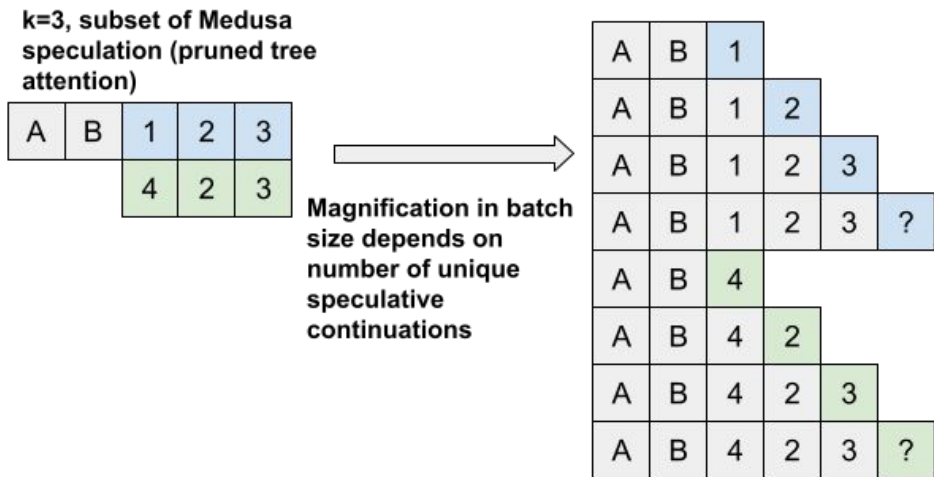 k=3, subset of Medusa
speculation (pruned tree
attention)
A B 1 2 3
4 2 3
Magnification in batch
size depends on
number of unique
speculative
continuations
A B 1
A B 1 2
A B 1 2 3
A B 1 2 3 ?
A B 4
A B 4 2
A B 4 2 3
A B 4 2 3 ?